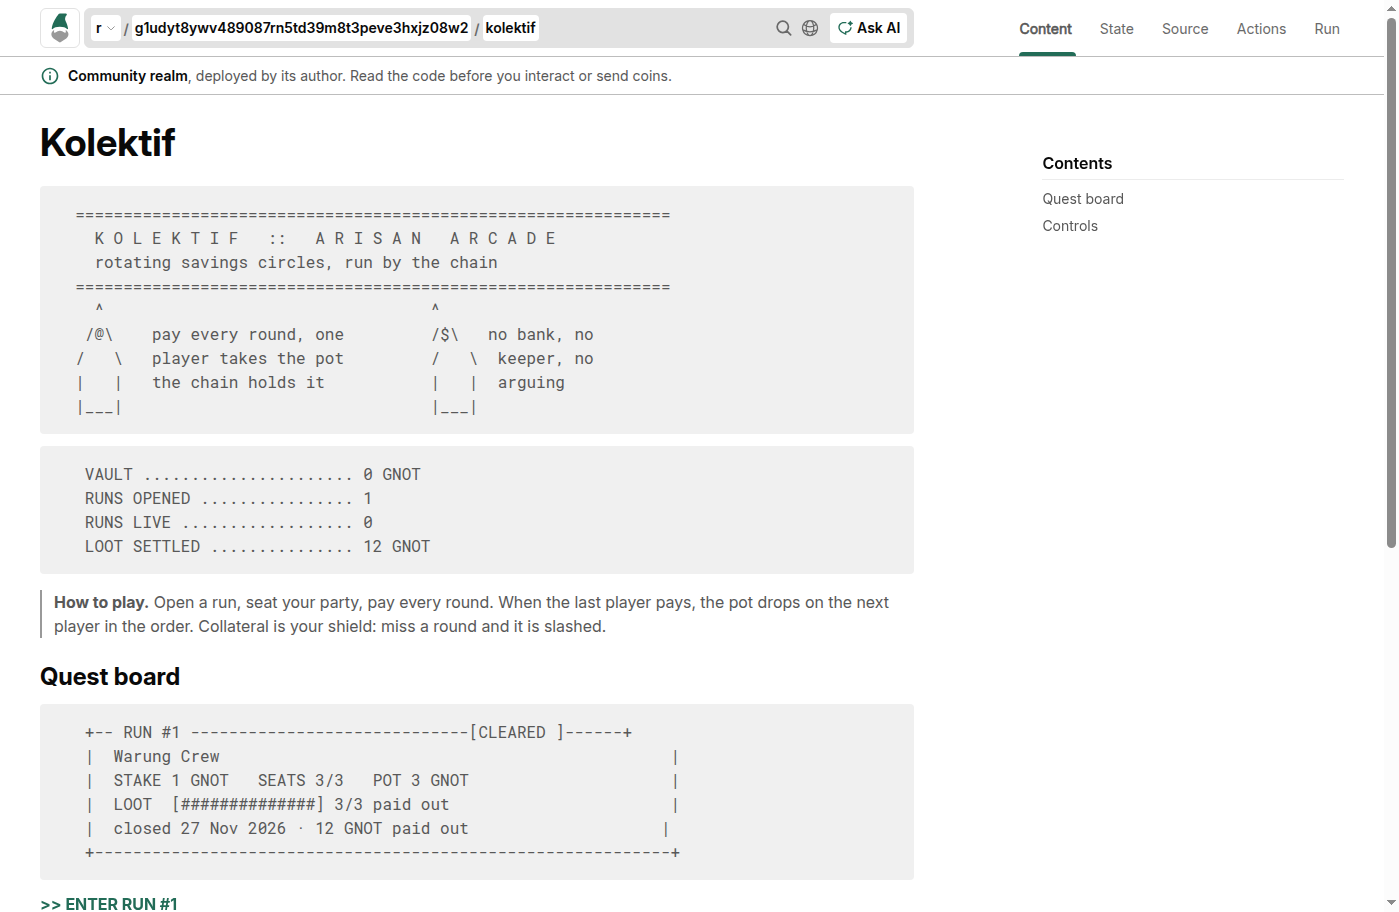 r / g1udyt8ywv489087rn5td39m8t3peve3hxjz08w2 / kolektif Ask AI Content State Source Actions Run
Community realm, deployed by its author. Read the code before you interact or send coins.
Kolektif
Contents
Quest board
Controls
==============================================================
K O L E K T I F   ::   A R I S A N   A R C A D E
rotating savings circles, run by the chain
==============================================================
  ^                                  ^
 /@\    pay every round, one         /$\   no bank, no
/   \   player takes the pot         /   \  keeper, no
|   |   the chain holds it           |   |  arguing
|___|                                |___|
VAULT ...................... 0 GNOT
RUNS OPENED ................ 1
RUNS LIVE .................. 0
LOOT SETTLED ............... 12 GNOT
How to play. Open a run, seat your party, pay every round. When the last player pays, the pot drops on the next
player in the order. Collateral is your shield: miss a round and it is slashed.
Quest board
+-- RUN #1 -----------------------------[CLEARED ]------+
|  Warung Crew                                               |
|  STAKE 1 GNOT   SEATS 3/3   POT 3 GNOT                     |
|  LOOT  [##############] 3/3 paid out                       |
|  closed 27 Nov 2026 · 12 GNOT paid out                    |
+------------------------------------------------------------+
>> ENTER RUN #1